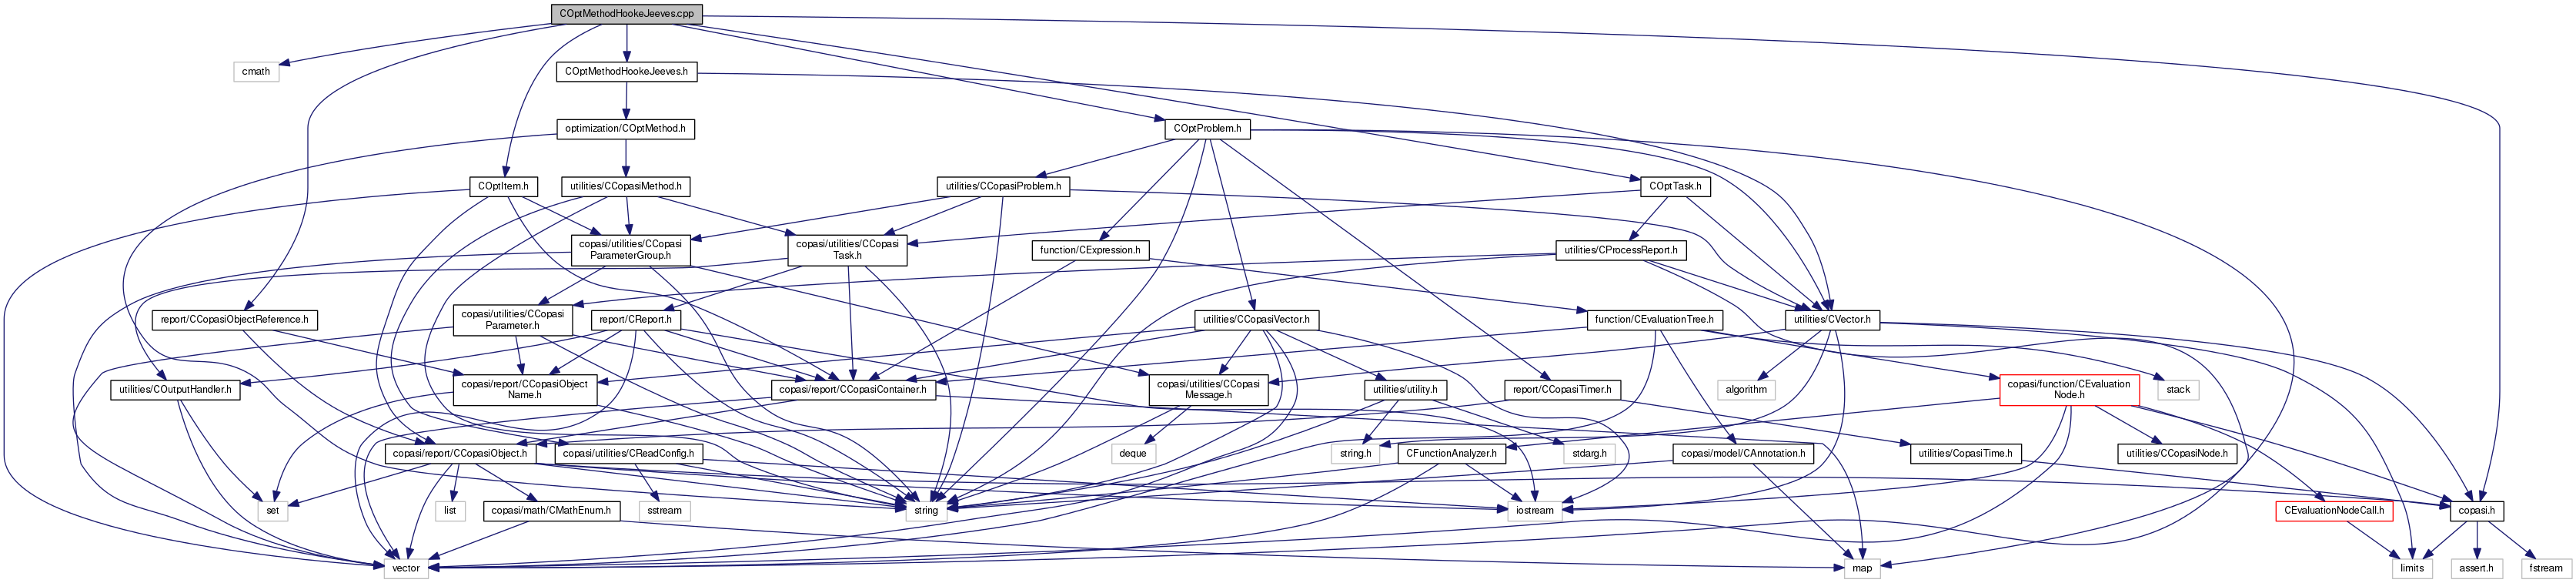 COptMethodHookeJeeves.cpp
cmath
COptMethodHookeJeeves.h
optimization/COptMethod.h
COptProblem.h
COptItem.h
utilities/CCopasiMethod.h
utilities/CCopasiProblem.h
COptTask.h
copasi/utilities/CCopasi
ParameterGroup.h
copasi/utilities/CCopasi
Task.h
function/CExpression.h
utilities/CProcessReport.h
report/CCopasiObjectReference.h
copasi/utilities/CCopasi
Parameter.h
report/CReport.h
utilities/CCopasiVector.h
function/CEvaluationTree.h
utilities/CVector.h
utilities/COutputHandler.h
copasi/report/CCopasiObject
Name.h
copasi/report/CCopasiContainer.h
copasi/utilities/CCopasi
Message.h
utilities/utility.h
report/CCopasiTimer.h
algorithm
copasi/function/CEvaluation
Node.h
stack
copasi/report/CCopasiObject.h
copasi/utilities/CReadConfig.h
deque
string.h
CFunctionAnalyzer.h
stdarg.h
copasi/model/CAnnotation.h
utilities/CopasiTime.h
utilities/CCopasiNode.h
set
list
copasi/math/CMathEnum.h
sstream
string
iostream
CEvaluationNodeCall.h
copasi.h
vector
map
limits
assert.h
fstream